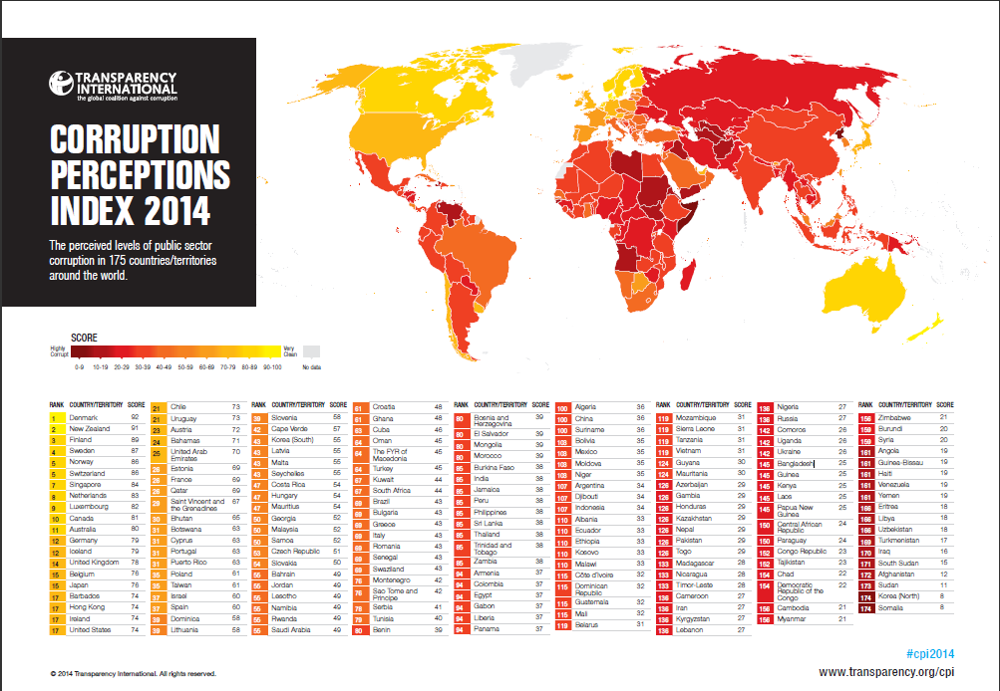 TRANSPARENCY
INTERNATIONAL
the global coalition against corruption
CORRUPTION
PERCEPTIONS
INDEX 2014
The perceived levels of public sector
corruption in 175 countries/territories
around the world.
SCORE
Highly
Corrupt
Very
Clean
0-9 10-19 20-29 30-39 40-49 50-59 60-69 70-79 80-89 90-100 No data
RANK COUNTRY/TERRITORY SCORE
1 Denmark 92
2 New Zealand 91
3 Finland 89
4 Sweden 87
5 Norway 86
5 Switzerland 86
7 Singapore 84
8 Netherlands 83
9 Luxembourg 82
10 Canada 81
11 Australia 80
12 Germany 79
12 Iceland 79
14 United Kingdom 78
15 Belgium 76
15 Japan 76
17 Barbados 74
17 Hong Kong 74
17 Ireland 74
17 United States 74
21 Chile 73
21 Uruguay 73
23 Austria 72
24 Bahamas 71
25 United Arab 70
Emirates
26 Estonia 69
26 France 69
26 Qatar 69
29 Saint Vincent and 67
the Grenadines
30 Bhutan 65
31 Botswana 63
31 Cyprus 63
31 Portugal 63
31 Puerto Rico 63
35 Poland 61
35 Taiwan 61
37 Israel 60
37 Spain 60
39 Dominica 58
39 Lithuania 58
RANK COUNTRY/TERRITORY SCORE
39 Slovenia 58
42 Cape Verde 57
43 Korea (South) 55
43 Latvia 55
43 Malta 55
43 Seychelles 55
47 Costa Rica 54
47 Hungary 54
47 Mauritius 54
50 Georgia 52
50 Malaysia 52
50 Samoa 52
53 Czech Republic 51
54 Slovakia 50
55 Bahrain 49
55 Jordan 49
55 Lesotho 49
55 Namibia 49
55 Rwanda 49
55 Saudi Arabia 49
61 Croatia 48
61 Ghana 48
63 Cuba 46
64 Oman 45
64 The FYR of 45
Macedonia
64 Turkey 45
67 Kuwait 44
67 South Africa 44
69 Brazil 43
69 Bulgaria 43
69 Greece 43
69 Italy 43
69 Romania 43
69 Senegal 43
69 Swaziland 43
76 Montenegro 42
76 Sao Tome and 42
Principe
78 Serbia 41
79 Tunisia 40
80 Benin 39
RANK COUNTRY/TERRITORY SCORE
80 Bosnia and 39
Herzegovina
80 El Salvador 39
80 Mongolia 39
80 Morocco 39
85 Burkina Faso 38
85 India 38
85 Jamaica 38
85 Peru 38
85 Philippines 38
85 Sri Lanka 38
85 Thailand 38
85 Trinidad and 38
Tobago
85 Zambia 38
94 Armenia 37
94 Colombia 37
94 Egypt 37
94 Gabon 37
94 Liberia 37
94 Panama 37
100 Algeria 36
100 China 36
100 Suriname 36
103 Bolivia 35
103 Mexico 35
103 Moldova 35
103 Niger 35
107 Argentina 34
107 Djibouti 34
107 Indonesia 34
110 Albania 33
110 Ecuador 33
110 Ethiopia 33
110 Kosovo 33
110 Malawi 33
115 Côte d'Ivoire 32
115 Dominican 32
Republic
115 Guatemala 32
115 Mali 32
119 Belarus 31
RANK COUNTRY/TERRITORY SCORE
119 Mozambique 31
119 Sierra Leone 31
119 Tanzania 31
119 Vietnam 31
124 Guyana 30
124 Mauritania 30
126 Azerbaijan 29
126 Gambia 29
126 Honduras 29
126 Kazakhstan 29
126 Nepal 29
126 Pakistan 29
126 Togo 29
133 Madagascar 28
133 Nicaragua 28
133 Timor-Leste 28
136 Cameroon 27
136 Iran 27
136 Kyrgyzstan 27
136 Lebanon 27
136 Nigeria 27
136 Russia 27
142 Comoros 26
142 Uganda 26
142 Ukraine 26
145 Bangladesh 25
145 Guinea 25
145 Kenya 25
145 Laos 25
145 Papua New 25
Guinea
150 Central African 24
Republic
150 Paraguay 24
152 Congo Republic 23
152 Tajikistan 23
154 Chad 22
154 Democratic 22
Republic of the
Congo
156 Cambodia 21
156 Myanmar 21
RANK COUNTRY/TERRITORY SCORE
156 Zimbabwe 21
159 Burundi 20
159 Syria 20
161 Angola 19
161 Guinea-Bissau 19
161 Haiti 19
161 Venezuela 19
161 Yemen 19
166 Eritrea 18
166 Libya 18
166 Uzbekistan 18
169 Turkmenistan 17
170 Iraq 16
171 South Sudan 15
172 Afghanistan 12
173 Sudan 11
174 Korea (North) 8
174 Somalia 8
#cpi2014
© 2014 Transparency International. All rights reserved.
www.transparency.org/cpi